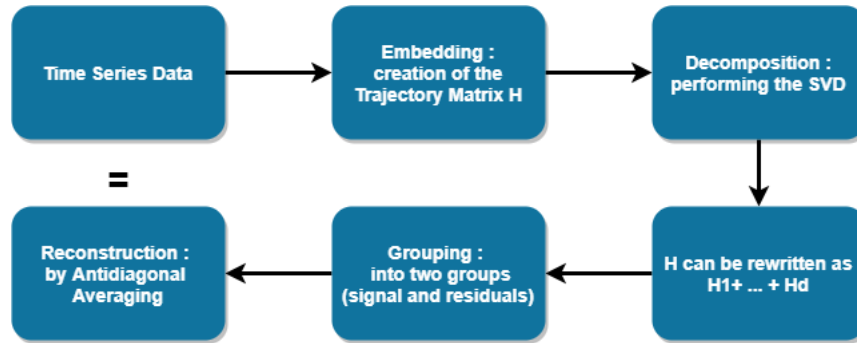 Time Series Data
Embedding :
creation of the
Trajectory Matrix H
Decomposition :
performing the SVD
=
Reconstruction :
by Antidiagonal
Averaging
Grouping :
into two groups
(signal and residuals)
H can be rewritten as
H1+ ... + Hd